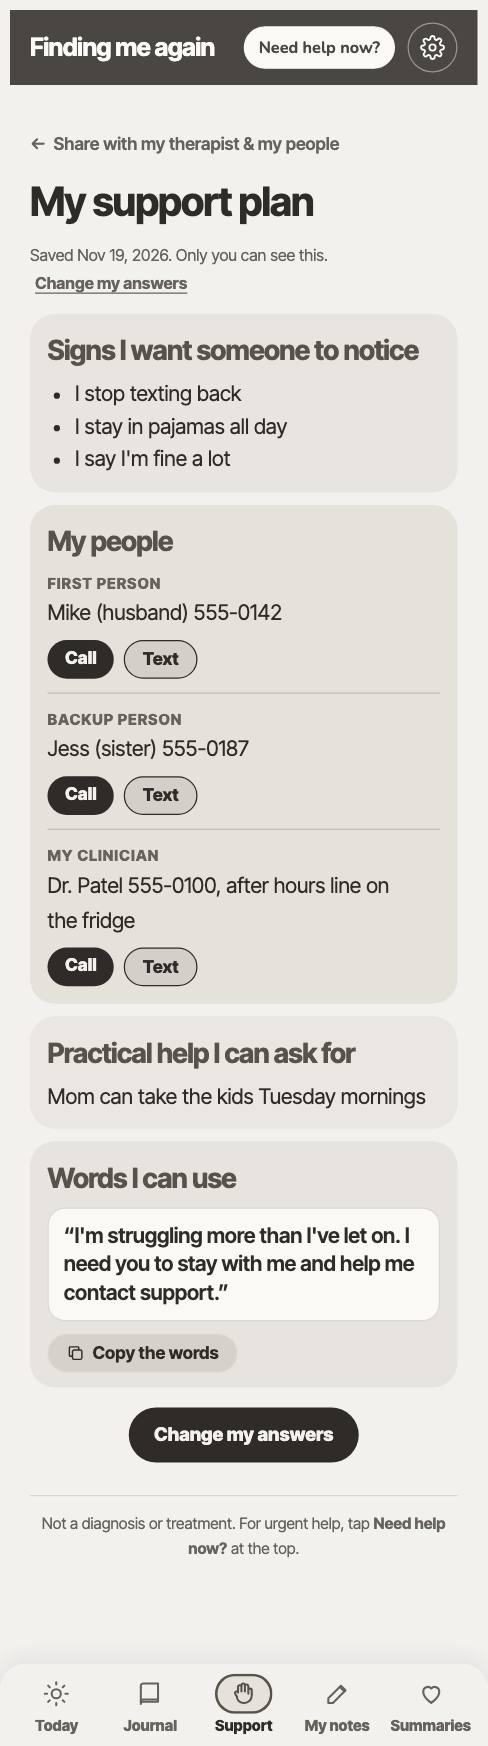 Finding me again
Need help now?
← Share with my therapist & my people
My support plan
Saved Nov 19, 2026. Only you can see this.
Change my answers
Signs I want someone to notice
• I stop texting back
• I stay in pajamas all day
• I say I'm fine a lot
My people
FIRST PERSON
Mike (husband) 555-0142
Call Text
BACKUP PERSON
Jess (sister) 555-0187
Call Text
MY CLINICIAN
Dr. Patel 555-0100, after hours line on
the fridge
Call Text
Practical help I can ask for
Mom can take the kids Tuesday mornings
Words I can use
“I'm struggling more than I've let on. I
need you to stay with me and help me
contact support.”
Copy the words
Change my answers
Not a diagnosis or treatment. For urgent help, tap Need help
now? at the top.
Today Journal Support My notes Summaries